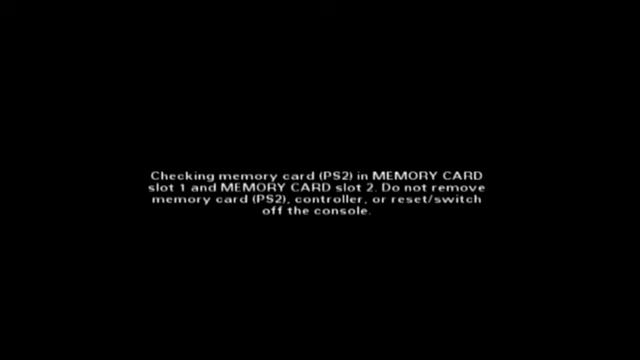 Checking memory card (PS2) in MEMORY CARD
slot 1 and MEMORY CARD slot 2. Do not remove
memory card (PS2), controller, or reset/switch
off the console.